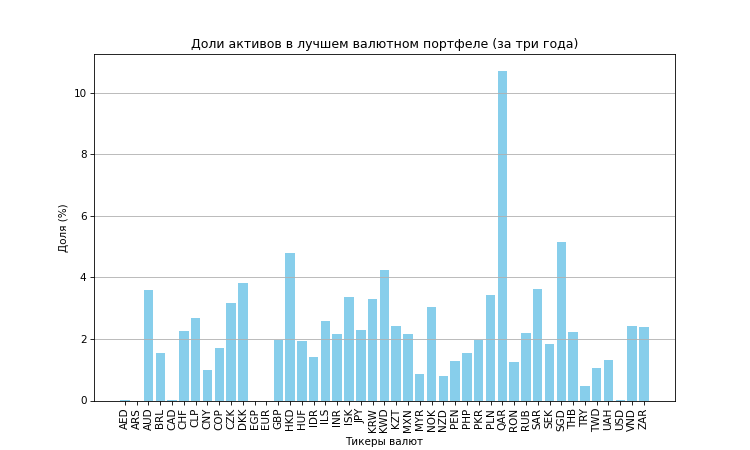 Доли активов в лучшем валютном портфеле (за три года)
Доля (%)
10
8
6
4
2
0
AED ARS AUD BRL CAD CHF CLP CNY COP CZK DKK EGP EUR GBP HKD HUF IDR ILS INR ISK JPY KRW KWD KZT MXN MYR NOK NZD PEN PHP PKR PLN QAR RON RUB SAR SEK SGD THB TRY TWD UAH USD VND ZAR
Тикеры валют